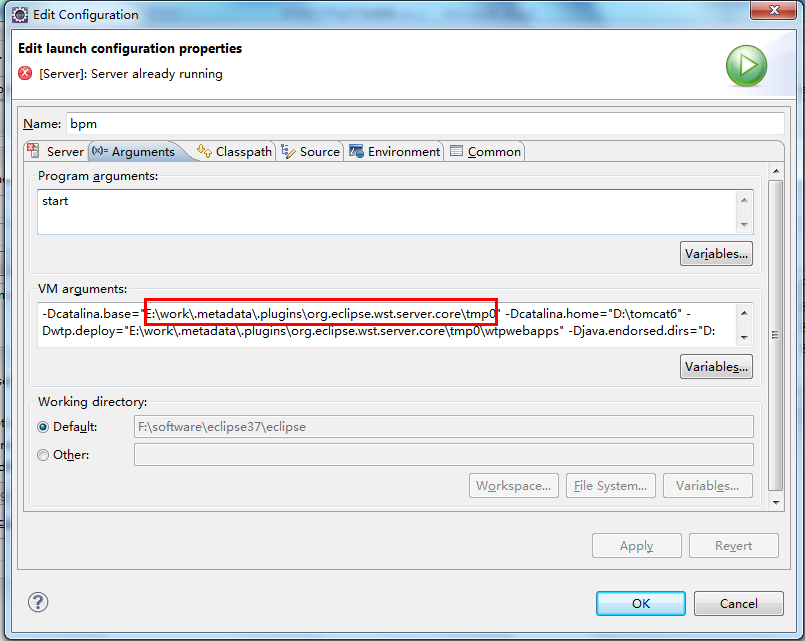 Edit Configuration
Edit launch configuration properties
[Server]: Server already running
Name: bpm
Server (x)= Arguments Classpath Source Environment Common
Program arguments:
start
Variables...
VM arguments:
-Dcatalina.base="E:\work\.metadata\.plugins\org.eclipse.wst.server.core\tmp0" -Dcatalina.home="D:\tomcat6" -
Dwtp.deploy="E:\work\.metadata\.plugins\org.eclipse.wst.server.core\tmp0\wtpwebapps" -Djava.endorsed.dirs="D:
Variables...
Working directory:
Default: F:\software\eclipse37\eclipse
Other:
Workspace... File System... Variables...
Apply Revert
? OK Cancel